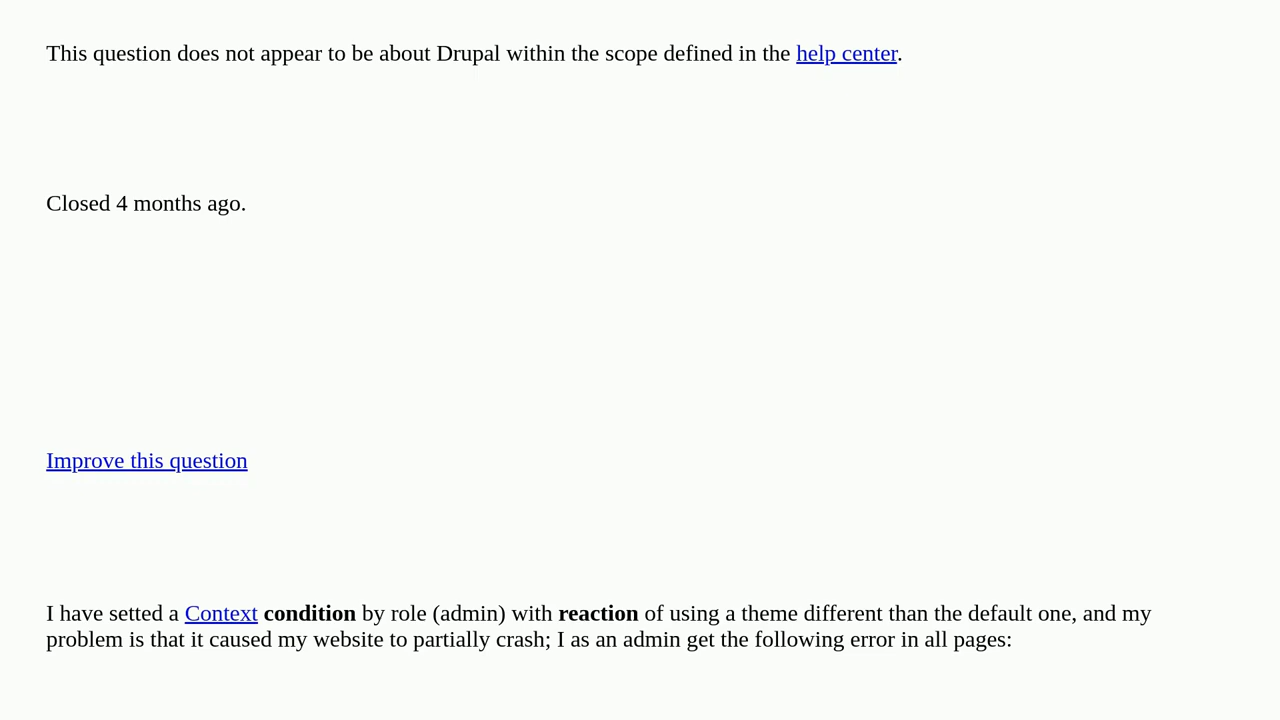 This question does not appear to be about Drupal within the scope defined in the help center.
Closed 4 months ago.
Improve this question
I have setted a Context condition by role (admin) with reaction of using a theme different than the default one, and my
problem is that it caused my website to partially crash; I as an admin get the following error in all pages: